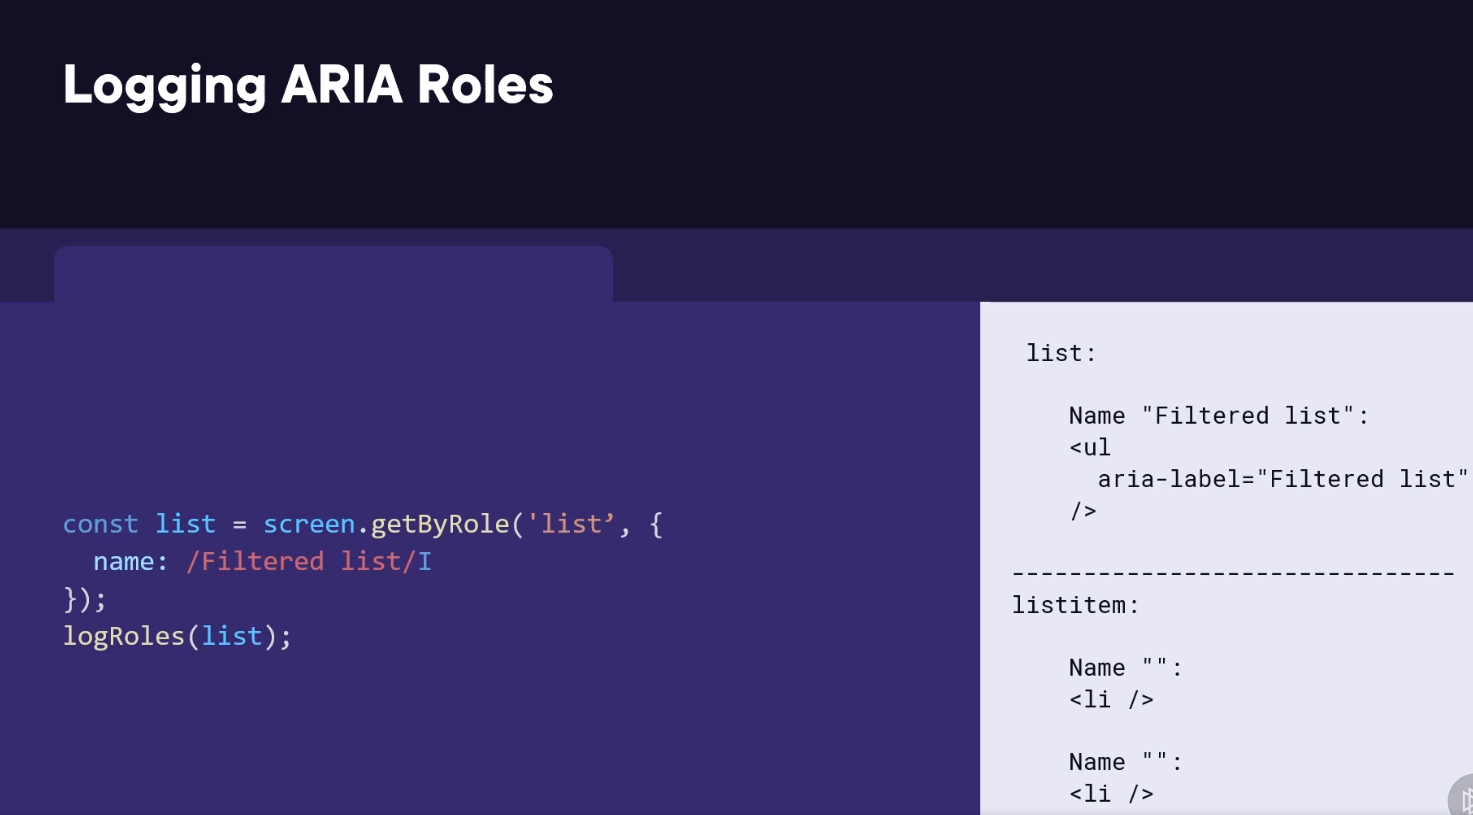 Logging ARIA Roles
const list = screen.getByRole('list’, {
  name: /Filtered list/I
});
logRoles(list);
list:
Name "Filtered list":
<ul
  aria-label="Filtered list"
/>
-------------------------------
listitem:
Name "":
<li />
Name "":
<li />